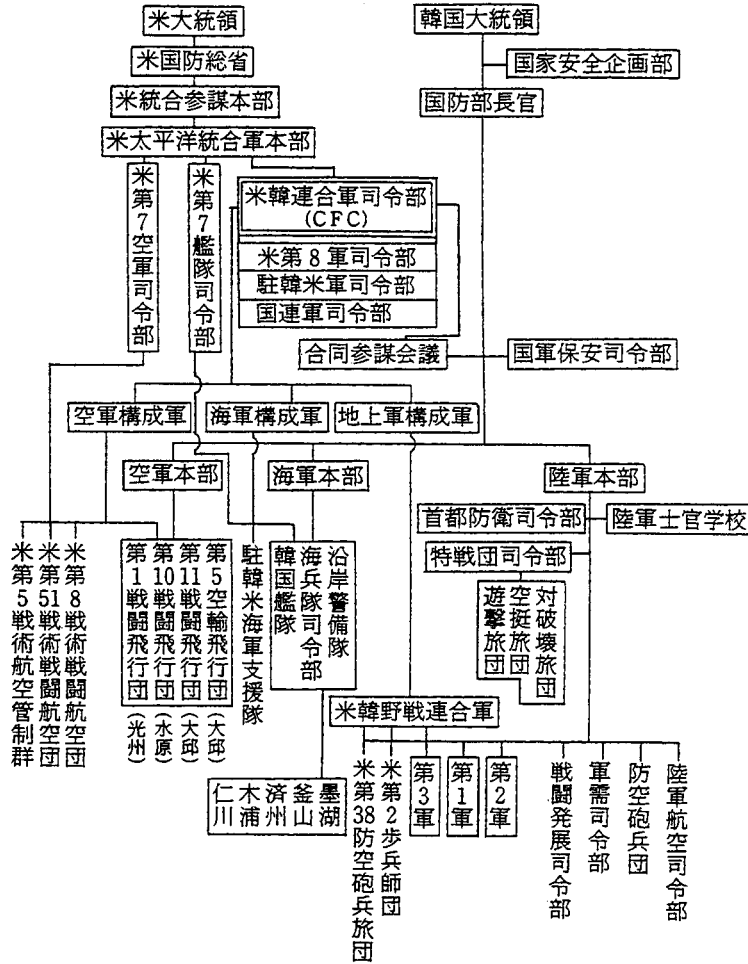 米大統領
韓国大統領
米国防総省
国家安全企画部
米統合参謀本部
国防部長官
米太平洋統合軍本部
米第7空軍司令部
米第7艦隊司令部
米韓連合軍司令部
(CFC)
米第8軍司令部
駐韓米軍司令部
国連軍司令部
合同参謀会議
国軍保安司令部
空軍構成軍
海軍構成軍
地上軍構成軍
空軍本部
海軍本部
陸軍本部
首都防衛司令部
陸軍士官学校
特戦団司令部
米第5戦術航空管制群
米第51戦術戦闘航空団
米第8戦術戦闘航空団
第1戦闘飛行団(光州)
第10戦闘飛行団(水原)
第11戦闘飛行団(大邱)
第5空輸飛行団(大邱)
駐韓米海軍支援隊
韓国艦隊
海兵隊司令部
沿岸警備隊
遊撃旅団
空挺旅団
対破壊旅団
米韓野戦連合軍
仁川
木浦
済州
釜山
墨湖
米第38防空砲兵旅団
米第2歩兵師団
第3軍
第1軍
第2軍
戦闘発展司令部
軍需司令部
防空砲兵団
陸軍航空司令部